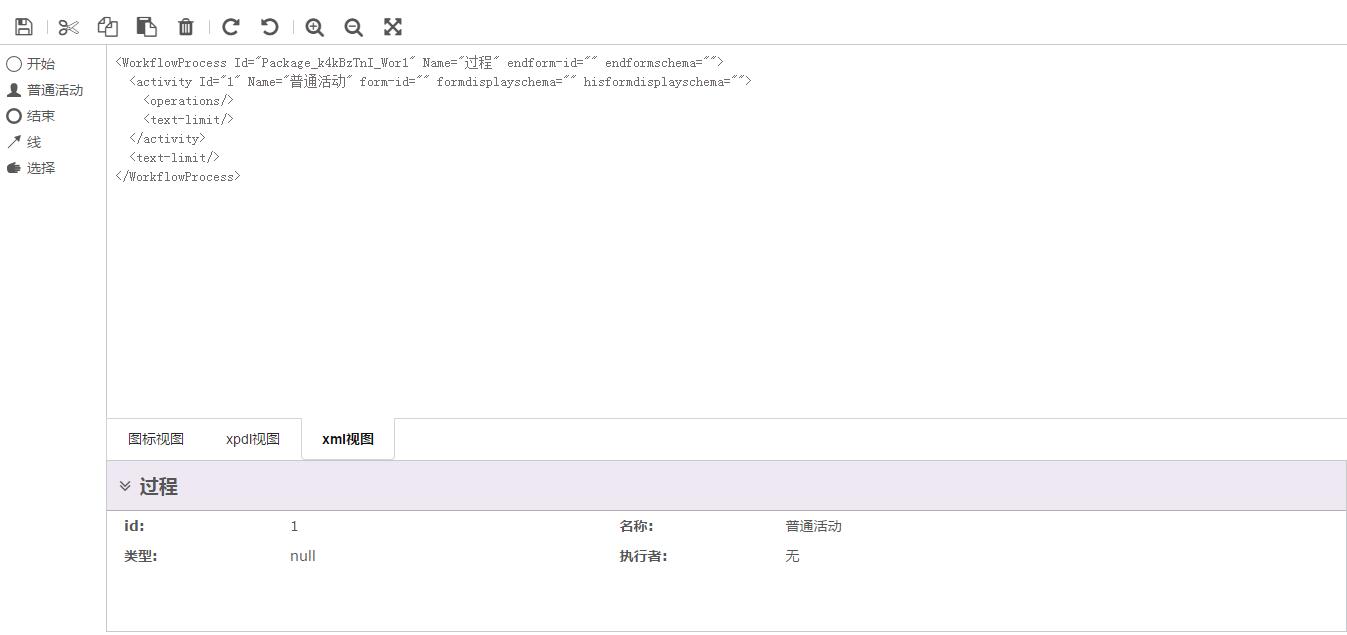 开始
普通活动
结束
线
选择
<WorkflowProcess Id="Package_k4kBzTnI_Wor1" Name="过程" endform-id="" endformschema="">
<activity Id="1" Name="普通活动" form-id="" formdisplayschema="" hisformdisplayschema="">
<operations/>
<text-limit/>
</activity>
<text-limit/>
</WorkflowProcess>
图标视图 xpdl视图 xml视图
过程
id: 1 名称: 普通活动
类型: null 执行者: 无